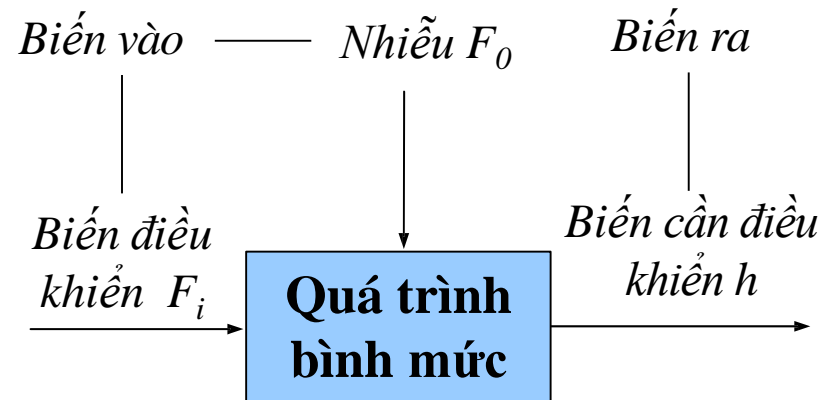 Biến vào
Nhiễu F₀
Biến ra
Biến điều
khiển Fᵢ
Quá trình
bình mức
Biến cần điều
khiển h